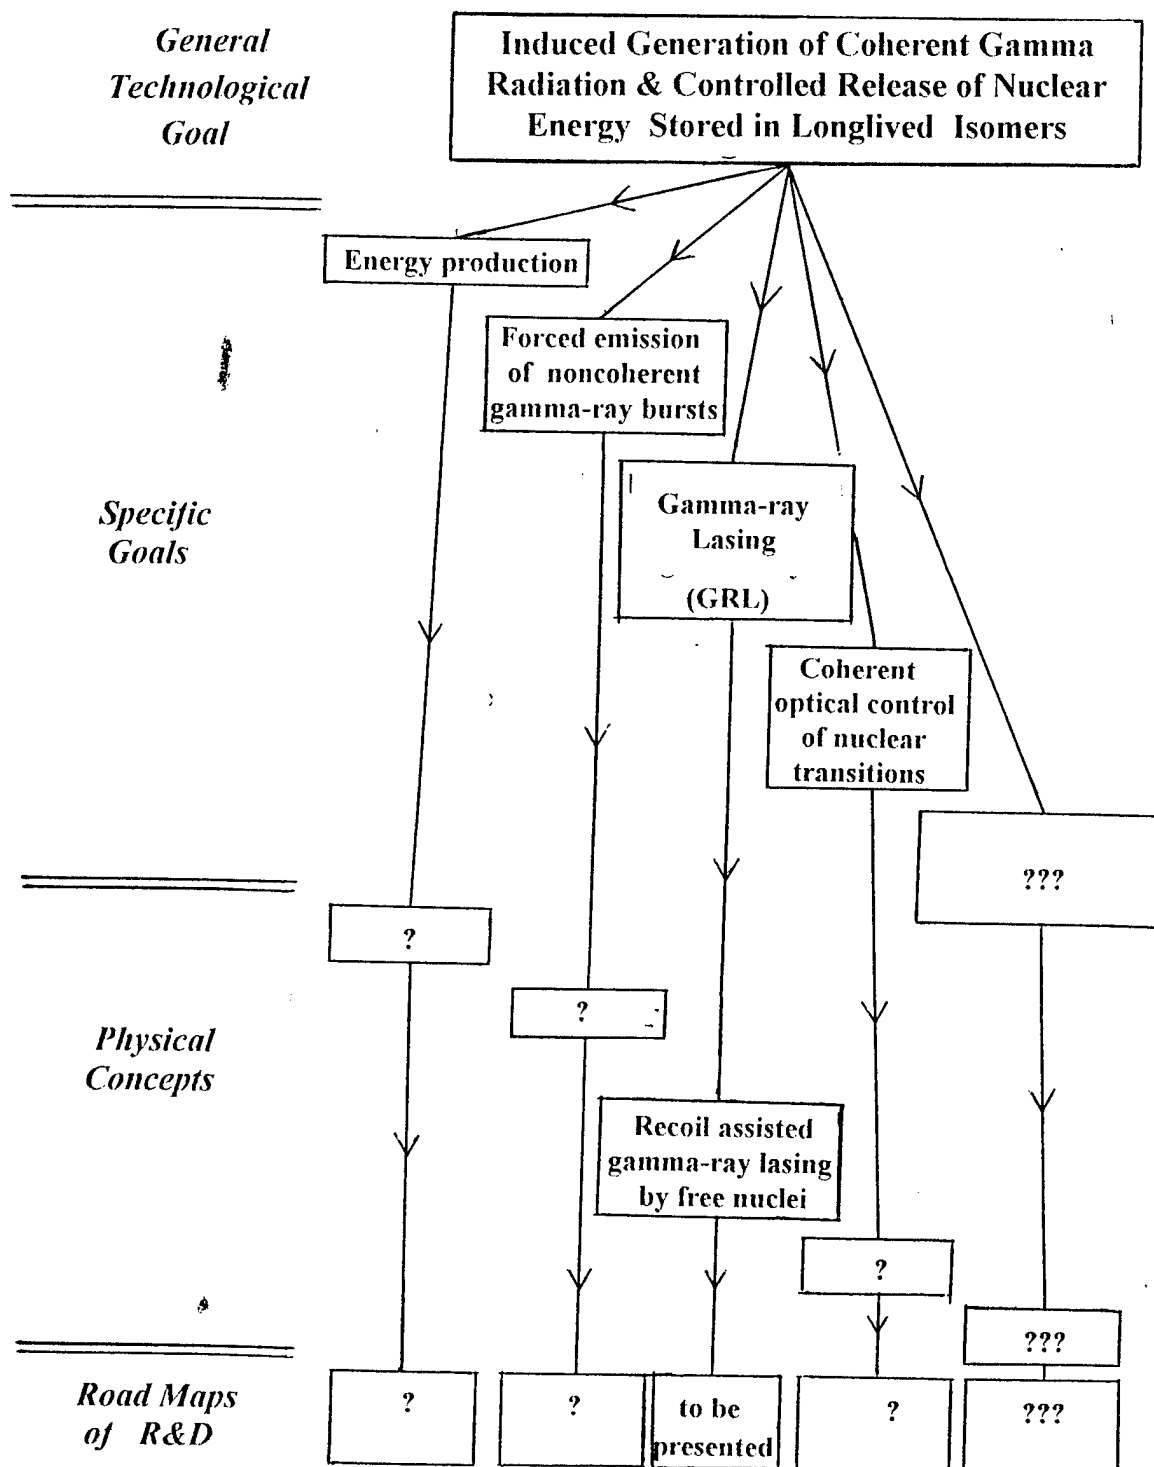 General
Technological
Goal
Induced Generation of Coherent Gamma
Radiation & Controlled Release of Nuclear
Energy Stored in Longlived Isomers
Energy production
Forced emission
of noncoherent
gamma-ray bursts
Specific
Goals
Gamma-ray
Lasing
(GRL)
Coherent
optical control
of nuclear
transitions
???
?
?
Physical
Concepts
Recoil assisted
gamma-ray lasing
by free nuclei
?
???
Road Maps
of R&D
?
?
to be
presented
?
???